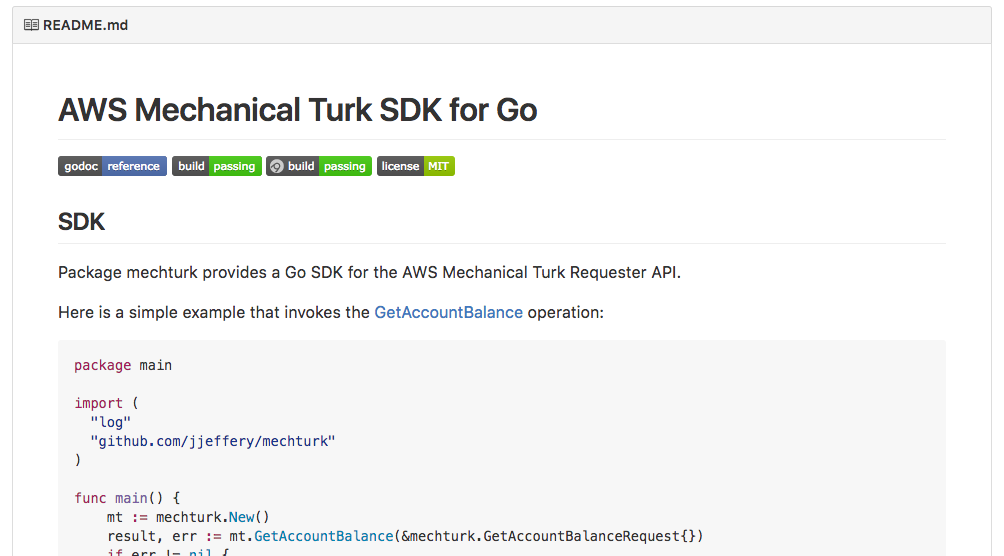 README.md
AWS Mechanical Turk SDK for Go
godoc reference build passing build passing license MIT
SDK
Package mechturk provides a Go SDK for the AWS Mechanical Turk Requester API.
Here is a simple example that invokes the GetAccountBalance operation:
package main
import (
"log"
"github.com/jjeffery/mechturk"
)
func main() {
mt := mechturk.New()
result, err := mt.GetAccountBalance(&mechturk.GetAccountBalanceRequest{})
if err != nil {